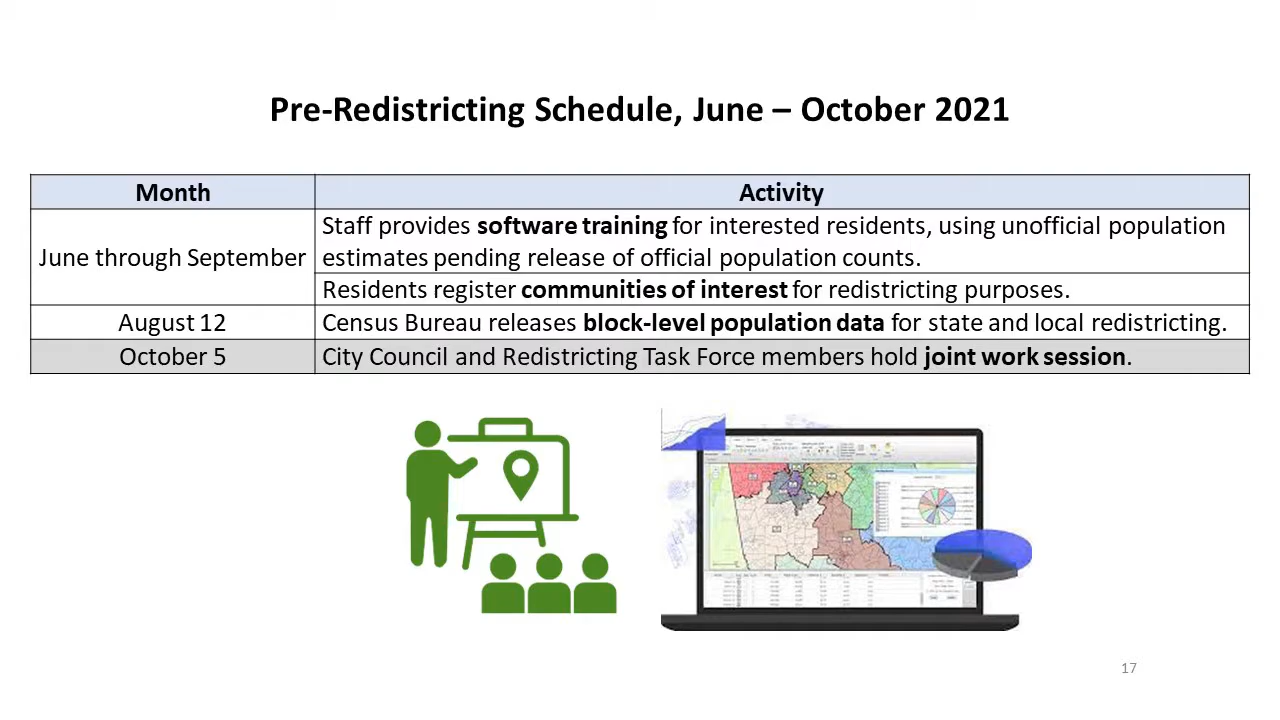 Pre-Redistricting Schedule, June – October 2021
Month
Activity
June through September
Staff provides software training for interested residents, using unofficial population
estimates pending release of official population counts.
Residents register communities of interest for redistricting purposes.
August 12
Census Bureau releases block-level population data for state and local redistricting.
October 5
City Council and Redistricting Task Force members hold joint work session.
17